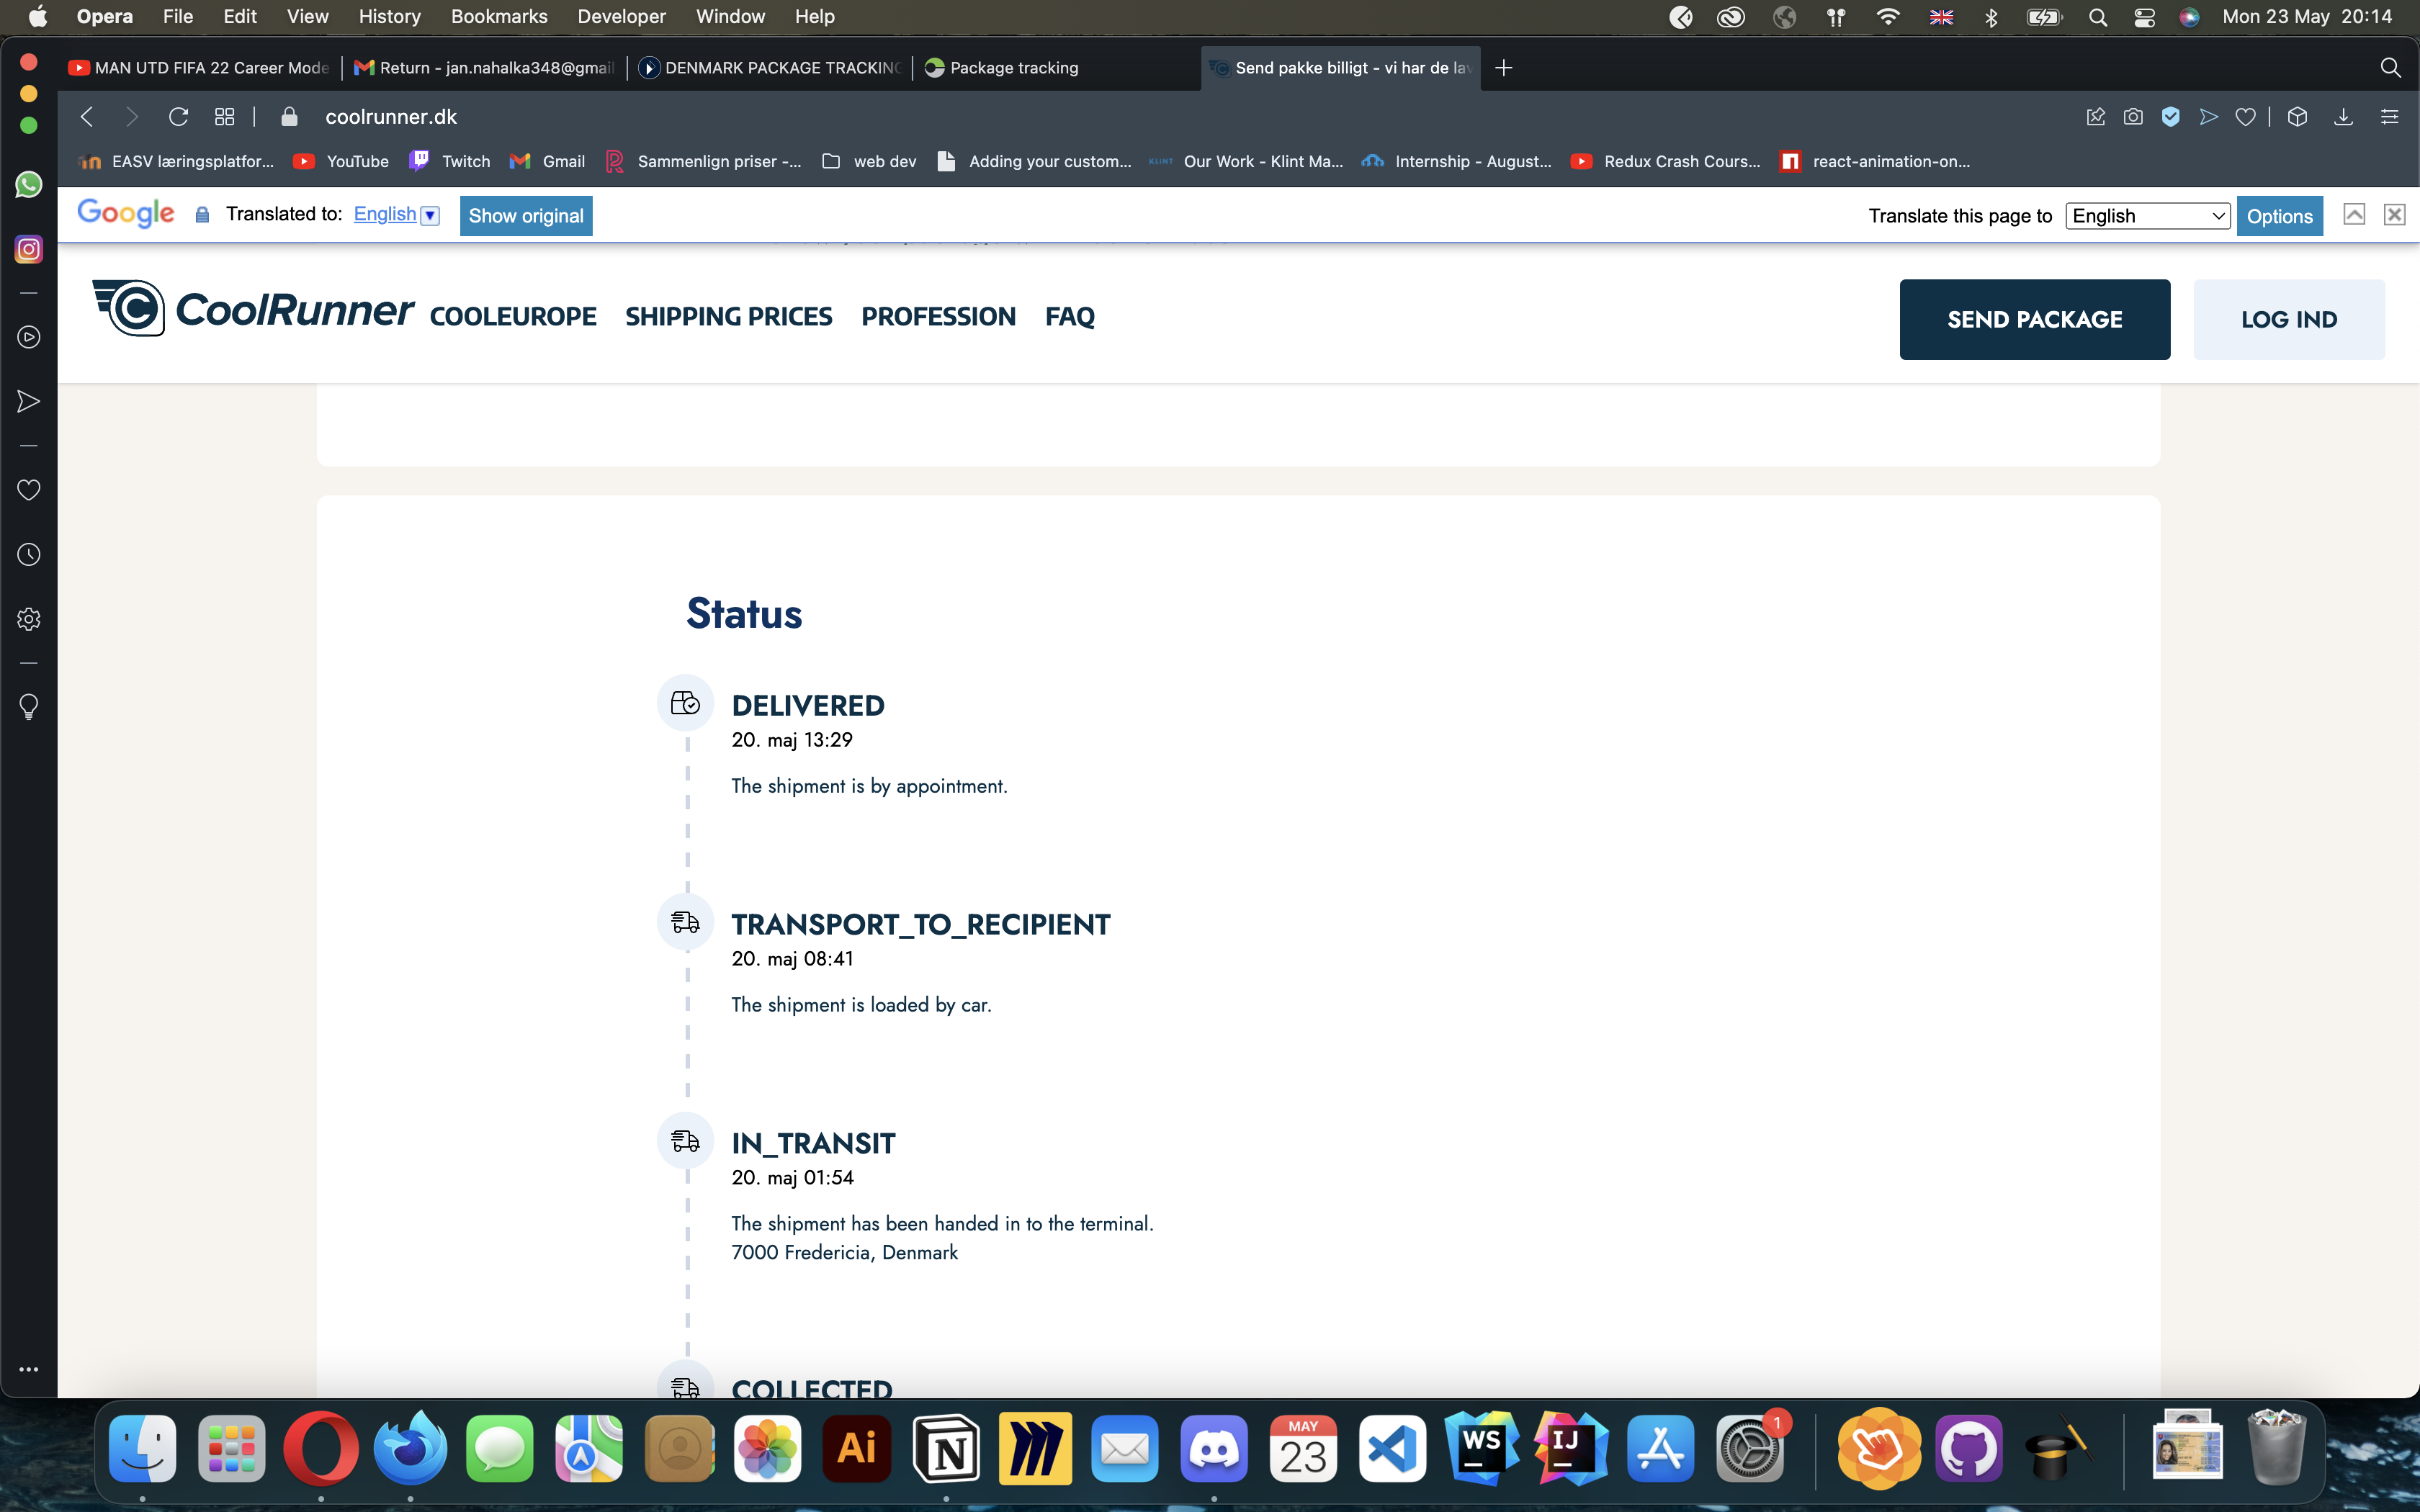 Opera File Edit View History Bookmarks Developer Window Help Mon 23 May 20:14
MAN UTD FIFA 22 Career Mode Return - jan.nahalka348@gmail DENMARK PACKAGE TRACKING Package tracking Send pakke billigt - vi har de lav
coolrunner.dk
EASV læringsplatfor... YouTube Twitch Gmail Sammenlign priser -... web dev Adding your custom... KLINT Our Work - Klint Ma... Internship - August... Redux Crash Cours... react-animation-on...
Google Translated to: English Show original Translate this page to English Options
CoolRunner COOLEUROPE SHIPPING PRICES PROFESSION FAQ SEND PACKAGE LOG IND
Status
DELIVERED
20. maj 13:29
The shipment is by appointment.
TRANSPORT_TO_RECIPIENT
20. maj 08:41
The shipment is loaded by car.
IN_TRANSIT
20. maj 01:54
The shipment has been handed in to the terminal.
7000 Fredericia, Denmark
COLLECTED
Ai N MAY 23 WS IJ 1